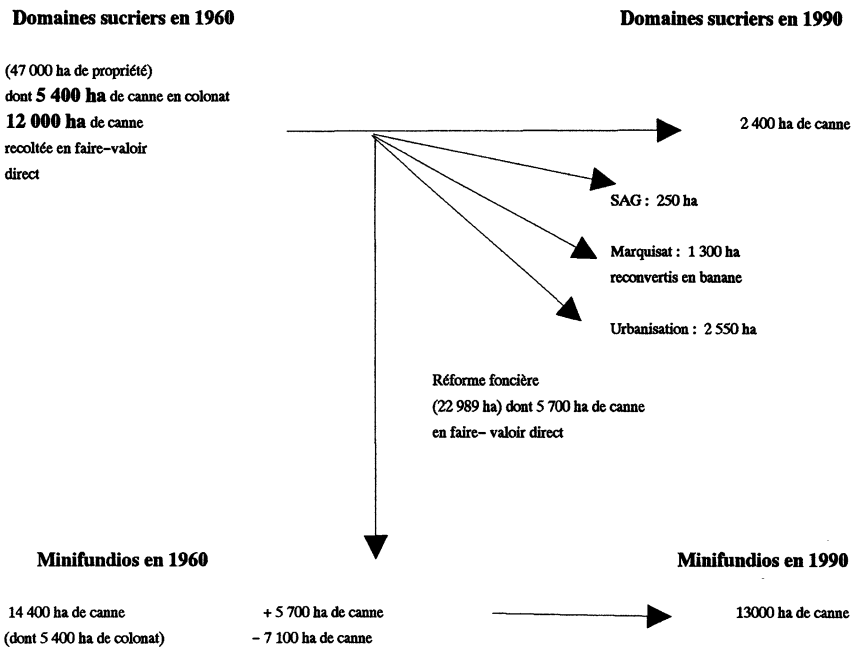 Domaines sucriers en 1960
Domaines sucriers en 1990
(47 000 ha de propriété)
dont 5 400 ha de canne en colonat
12 000 ha de canne
recoltée en faire-valoir
direct
2 400 ha de canne
SAG : 250 ha
Marquisat : 1 300 ha
reconvertis en banane
Urbanisation : 2 550 ha
Réforme foncière
(22 989 ha) dont 5 700 ha de canne
en faire- valoir direct
Minifundios en 1960
Minifundios en 1990
14 400 ha de canne
(dont 5 400 ha de colonat)
+ 5 700 ha de canne
- 7 100 ha de canne
13000 ha de canne